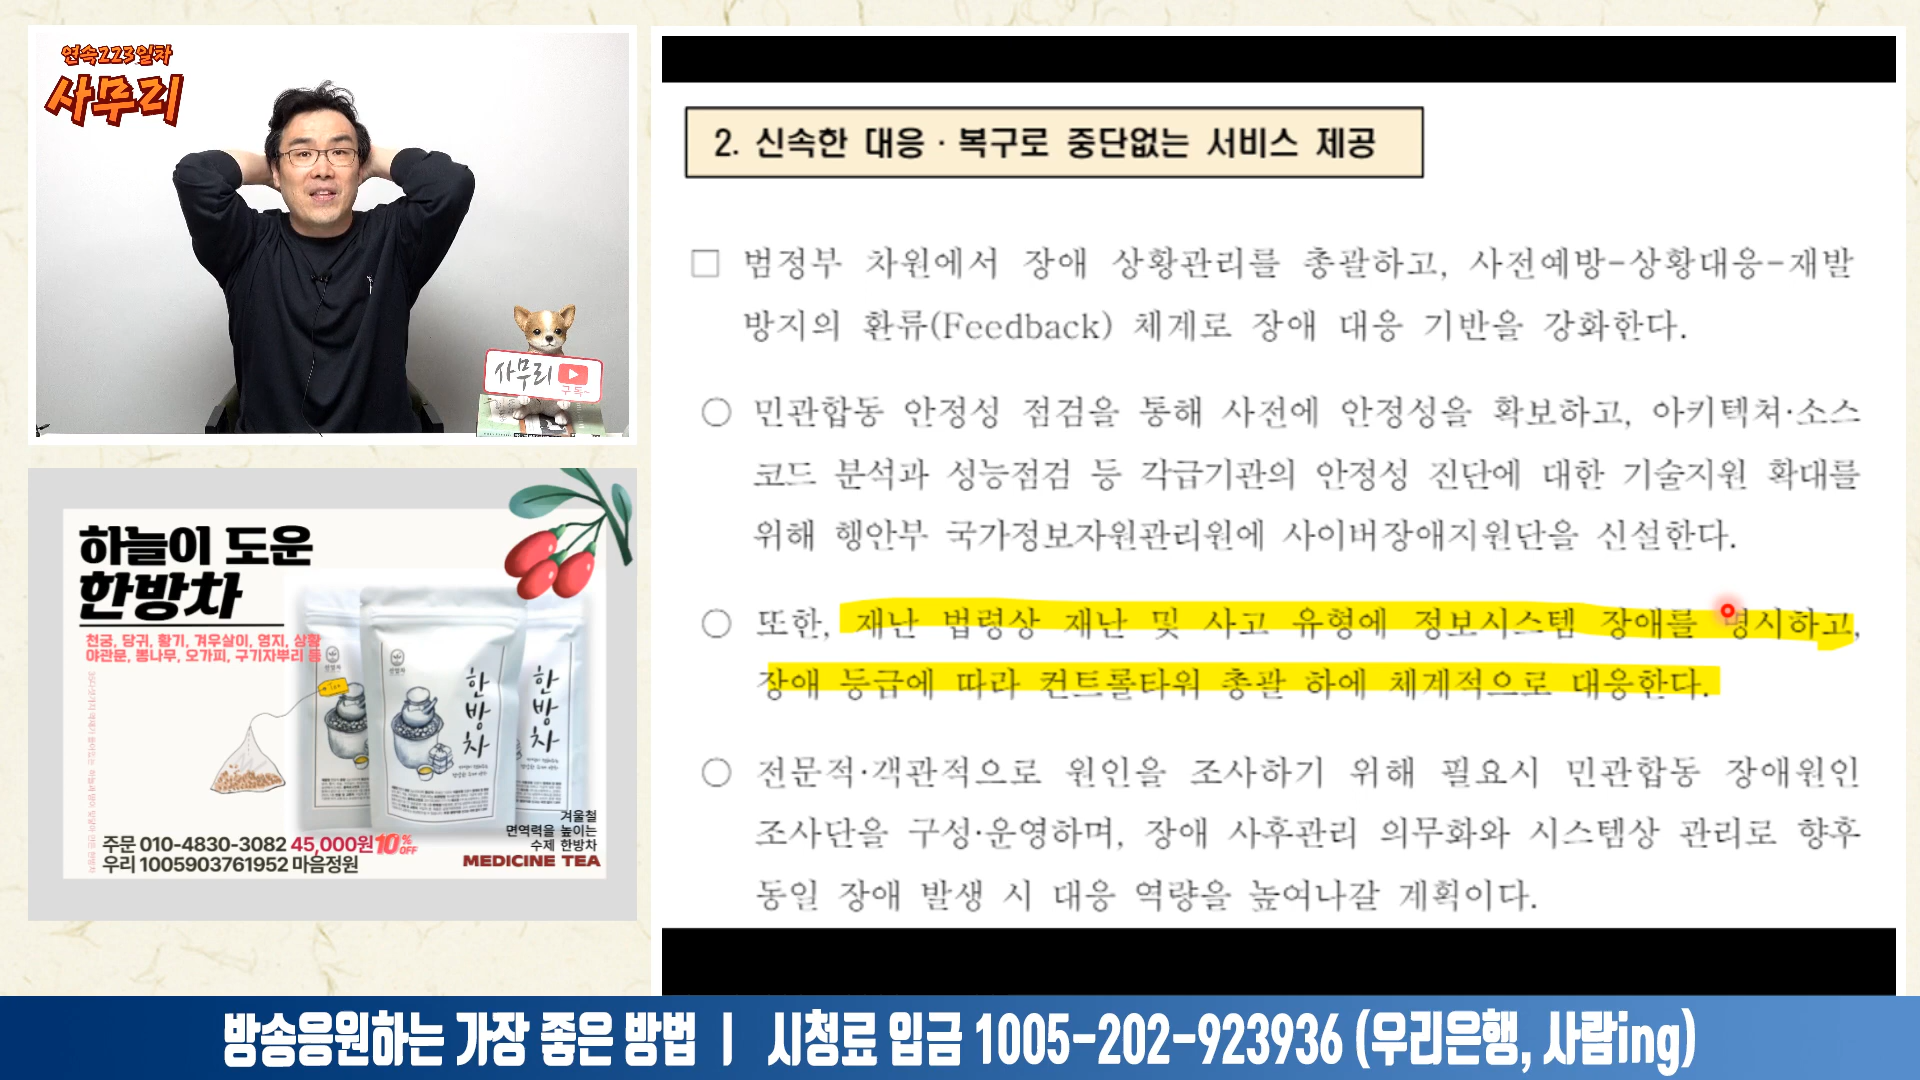 연속223일차
사무리
사무리
구독~
하늘이 도운
한방차
천궁, 당귀, 황기, 겨우살이, 영지, 상황
야관문, 뽕나무, 오가피, 구기자뿌리 등
한방차
한방차
겨울철
면역력을 높이는
수제 한방차
MEDICINE TEA
주문 010-4830-3082 45,000원 10% OFF
우리 1005903761952 마음정원
2. 신속한 대응·복구로 중단없는 서비스 제공
□ 범정부 차원에서 장애 상황관리를 총괄하고, 사전예방-상황대응-재발
방지의 환류(Feedback) 체계로 장애 대응 기반을 강화한다.
○ 민관합동 안정성 점검을 통해 사전에 안정성을 확보하고, 아키텍쳐·소스
코드 분석과 성능점검 등 각급기관의 안정성 진단에 대한 기술지원 확대를
위해 행안부 국가정보자원관리원에 사이버장애지원단을 신설한다.
○ 또한, 재난 법령상 재난 및 사고 유형에 정보시스템 장애를 명시하고,
장애 등급에 따라 컨트롤타워 총괄 하에 체계적으로 대응한다.
○ 전문적·객관적으로 원인을 조사하기 위해 필요시 민관합동 장애원인
조사단을 구성·운영하며, 장애 사후관리 의무화와 시스템상 관리로 향후
동일 장애 발생 시 대응 역량을 높여나갈 계획이다.
방송응원하는 가장 좋은 방법 | 시청료 입금 1005-202-923936 (우리은행, 사람ing)